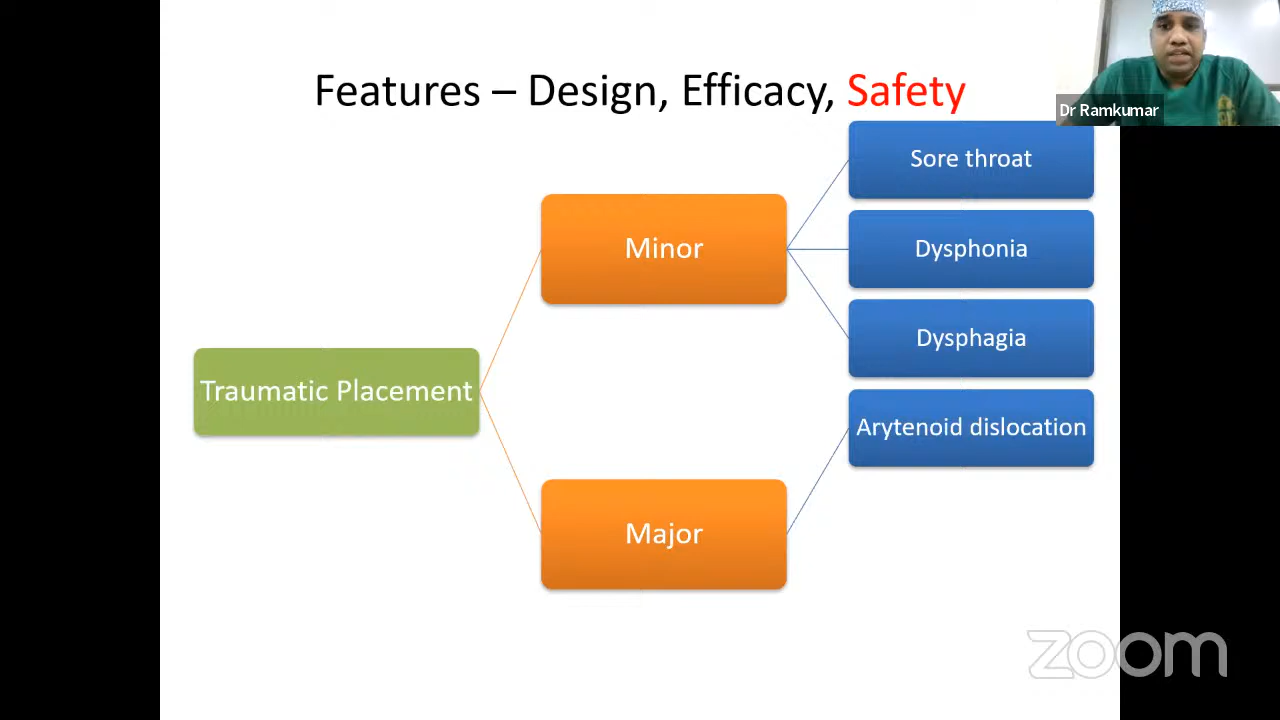 Features – Design, Efficacy, Safety
Dr Ramkumar
Sore throat
Minor
Dysphonia
Dysphagia
Traumatic Placement
Arytenoid dislocation
Major
zoom